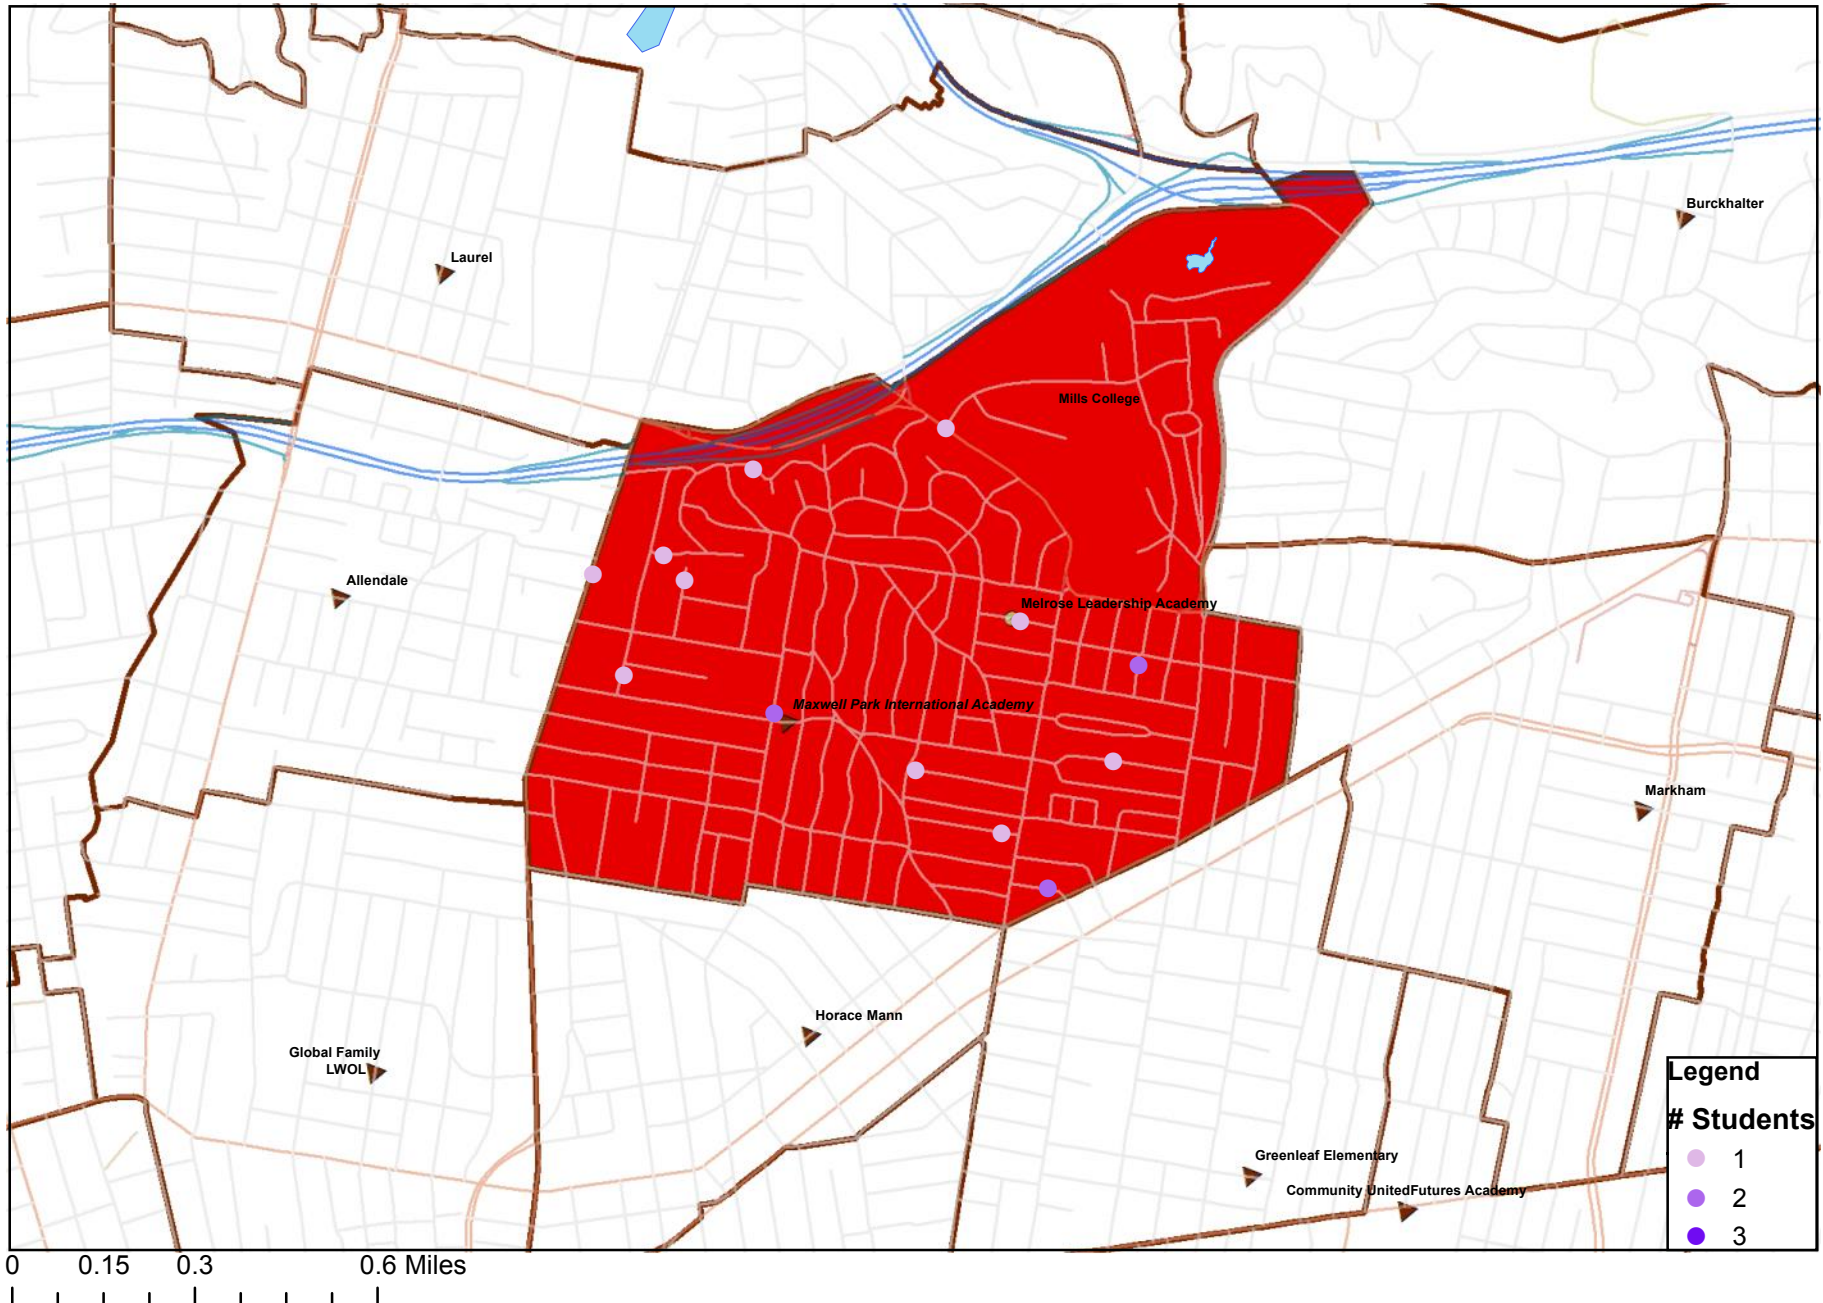 Burckhalter
Laurel
Mills College
Allendale
Melrose Leadership Academy
Maxwell Park International Academy
Markham
Horace Mann
Global Family
LWOL
Greenleaf Elementary
Community UnitedFutures Academy
Legend
# Students
1
2
3
0 0.15 0.3 0.6 Miles